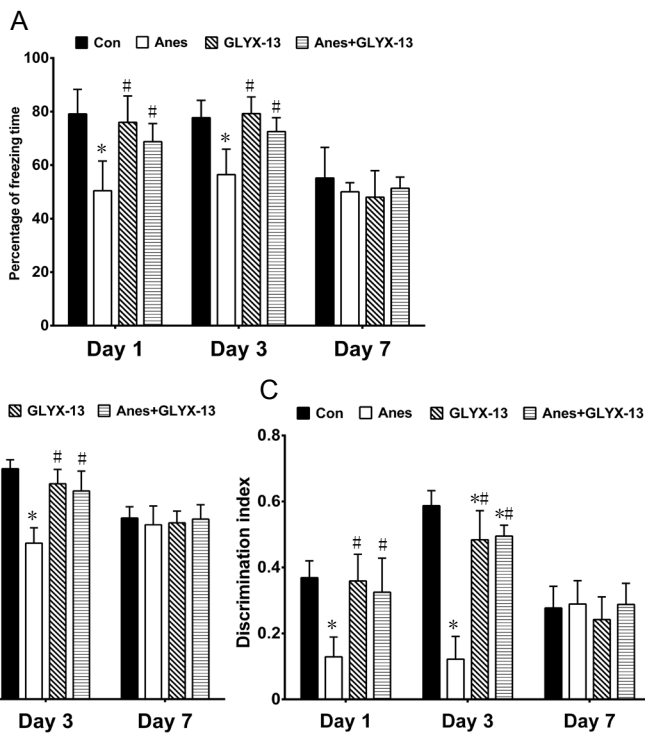 A
Con Anes GLYX-13 Anes+GLYX-13
100
80
60
40
20
0
Percentage of freezing time
# # # #
* *
Day 1 Day 3 Day 7
GLYX-13 Anes+GLYX-13
# #
*
Day 3 Day 7
C
Con Anes GLYX-13 Anes+GLYX-13
0.8
0.6
0.4
0.2
0
Discrimination index
*# *#
# #
* *
Day 1 Day 3 Day 7